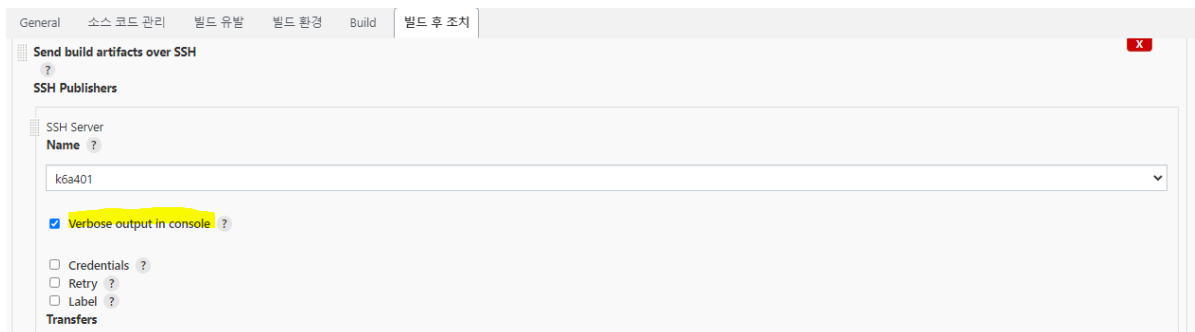 General 소스 코드 관리 빌드 유발 빌드 환경 Build 빌드 후 조치
Send build artifacts over SSH X
?
SSH Publishers
SSH Server
Name ?
k6a401
Verbose output in console ?
Credentials ?
Retry ?
Label ?
Transfers